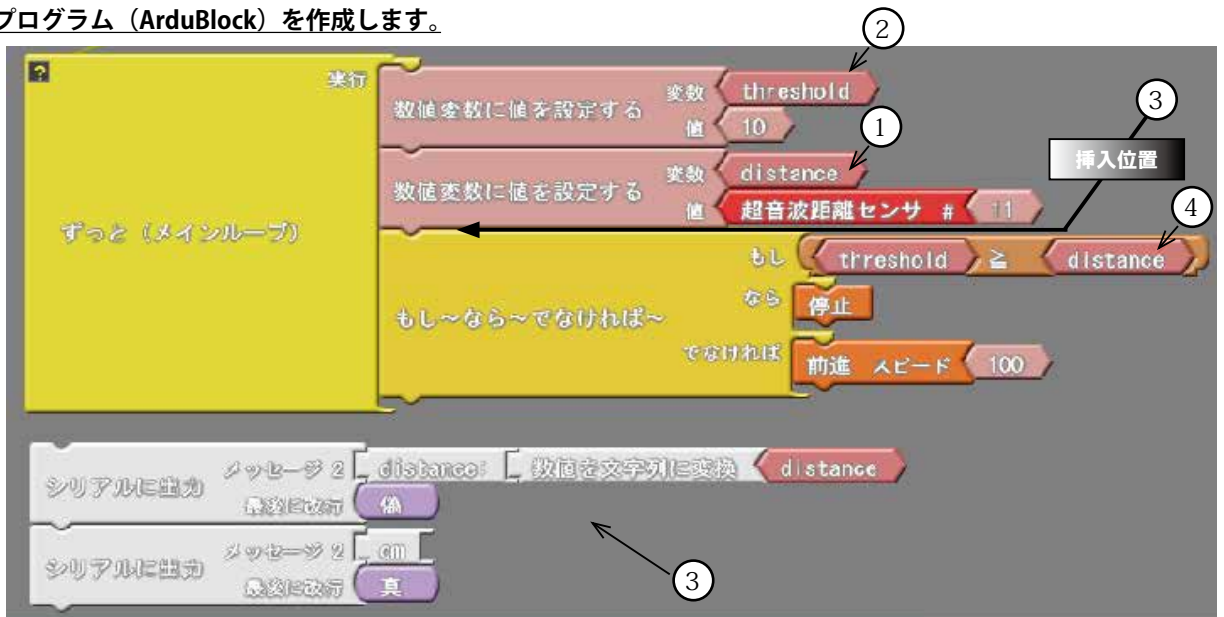 プログラム（ArduBlock）を作成します。
②
?
実行
数値変数に値を設定する
変数 threshold
値 10
①
③
挿入位置
数値変数に値を設定する
変数 distance
値 超音波距離センサ # 11
④
ずっと（メインループ）
もし～なら～でなければ～
もし threshold ≧ distance
なら 停止
でなければ 前進 スピード 100
シリアルに出力
メッセージ2 distance: 数値を文字列に変換 distance
最後に改行 偽
シリアルに出力
メッセージ2 cm
最後に改行 真
③